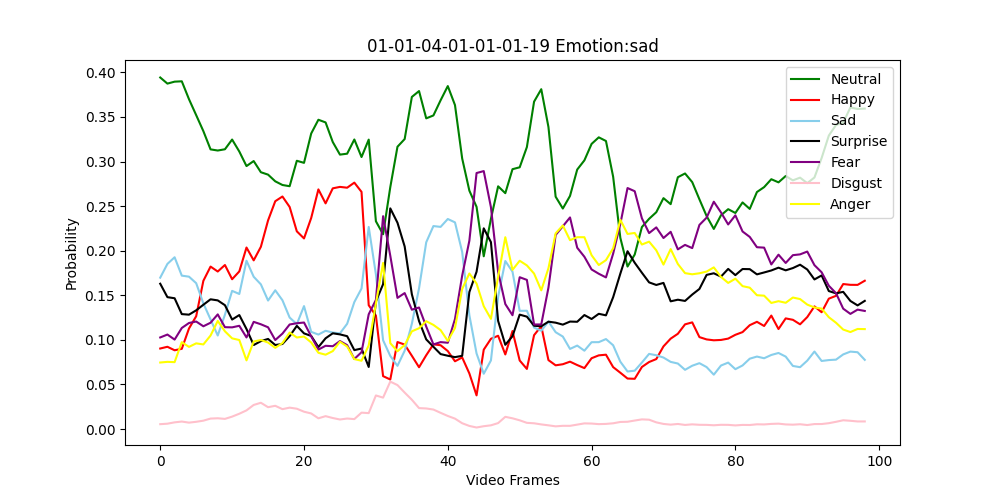 01-01-04-01-01-01-19 Emotion:sad
0.40
0.35
0.30
0.25
0.20
0.15
0.10
0.05
0.00
Probability
0 20 40 60 80 100
Video Frames
Neutral
Happy
Sad
Surprise
Fear
Disgust
Anger